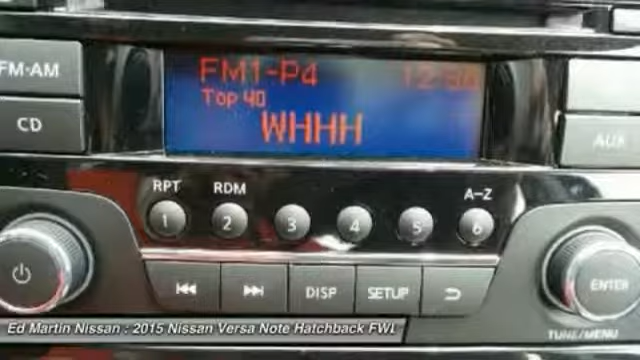 FM1-P4
Top 40
WHHH
FM·AM
CD
AUX
RPT
RDM
A-Z
1 2 3 4 5 6
DISP
SETUP
ENTER
TUNE/MENU
Ed Martin Nissan : 2015 Nissan Versa Note Hatchback FWD